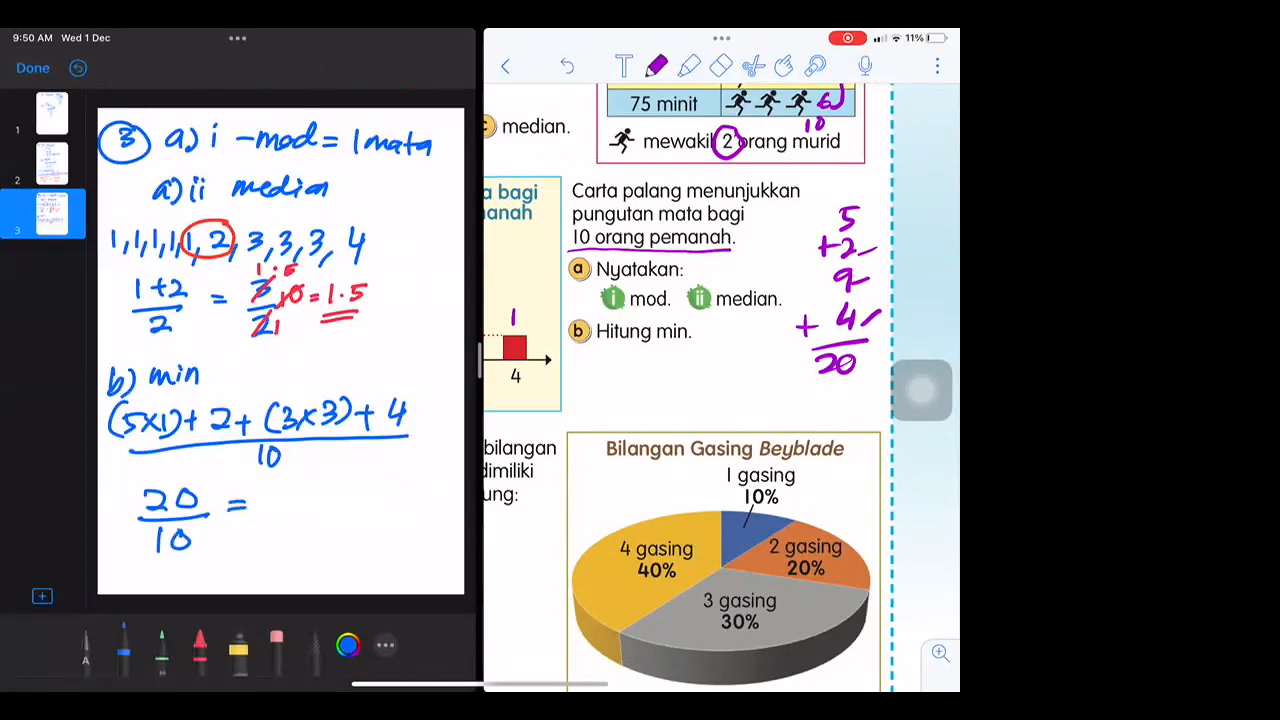 9:50 AM Wed 1 Dec
Done
1
2
3
3 a) i - mod = 1 mata
a) ii median
1, 1, 1, 1, 1, 2, 3, 3, 3, 4
1+2 = 3 = 1.5
2 2
b) min
(5×1) + 2 + (3×3) + 4
10
20 =
10
A
11%
T
75 minit
6
10
c median.
mewakili 2 orang murid
a bagi
manah
1
4
Carta palang menunjukkan
pungutan mata bagi
10 orang pemanah.
a Nyatakan:
i mod. ii median.
b Hitung min.
5
+2
9
+ 4
20
bilangan
dimiliki
ung:
Bilangan Gasing Beyblade
1 gasing
10%
2 gasing
20%
3 gasing
30%
4 gasing
40%